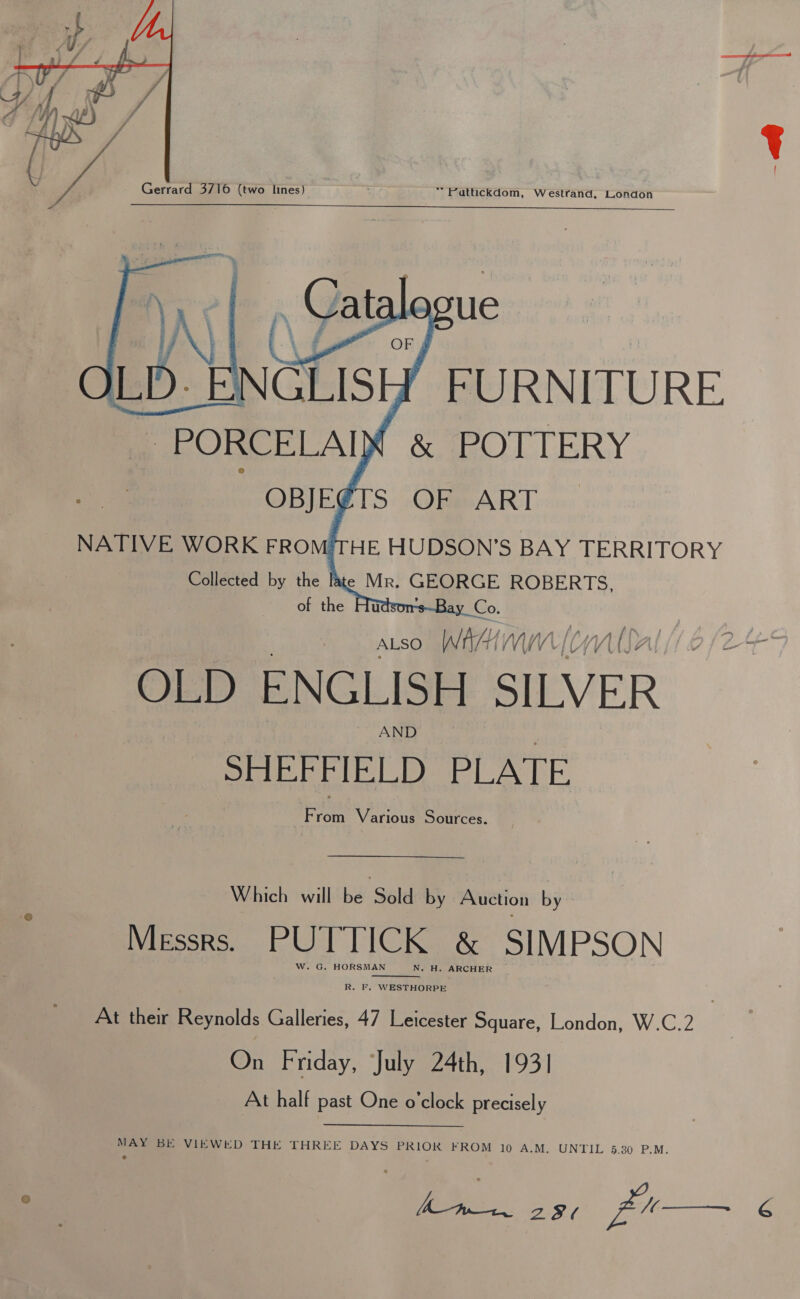 Gerrard 3716 (two lines) "Puttickdom, Westrand, London
Catalogue
OF
OLD ENGLISH FURNITURE
PORCELAIN & POTTERY
OBJECTS OF ART
NATIVE WORK FROM THE HUDSON'S BAY TERRITORY
Collected by the late Mr. GEORGE ROBERTS,
of the Hudson's Bay Co.
ALSO
OLD ENGLISH SILVER
AND
SHEFFIELD PLATE
From Various Sources.
Which will be Sold by Auction by
MESSRS. PUTTICK & SIMPSON
W. G. HORSMAN N. H. ARCHER
R. F. WESTHORPE
At their Reynolds Galleries, 47 Leicester Square, London, W.C.2
On Friday, July 24th, 1931
At half past One o'clock precisely
MAY BE VIEWED THE THREE DAYS PRIOR FROM 10 A.M. UNTIL 5.30 P.M.
281 6